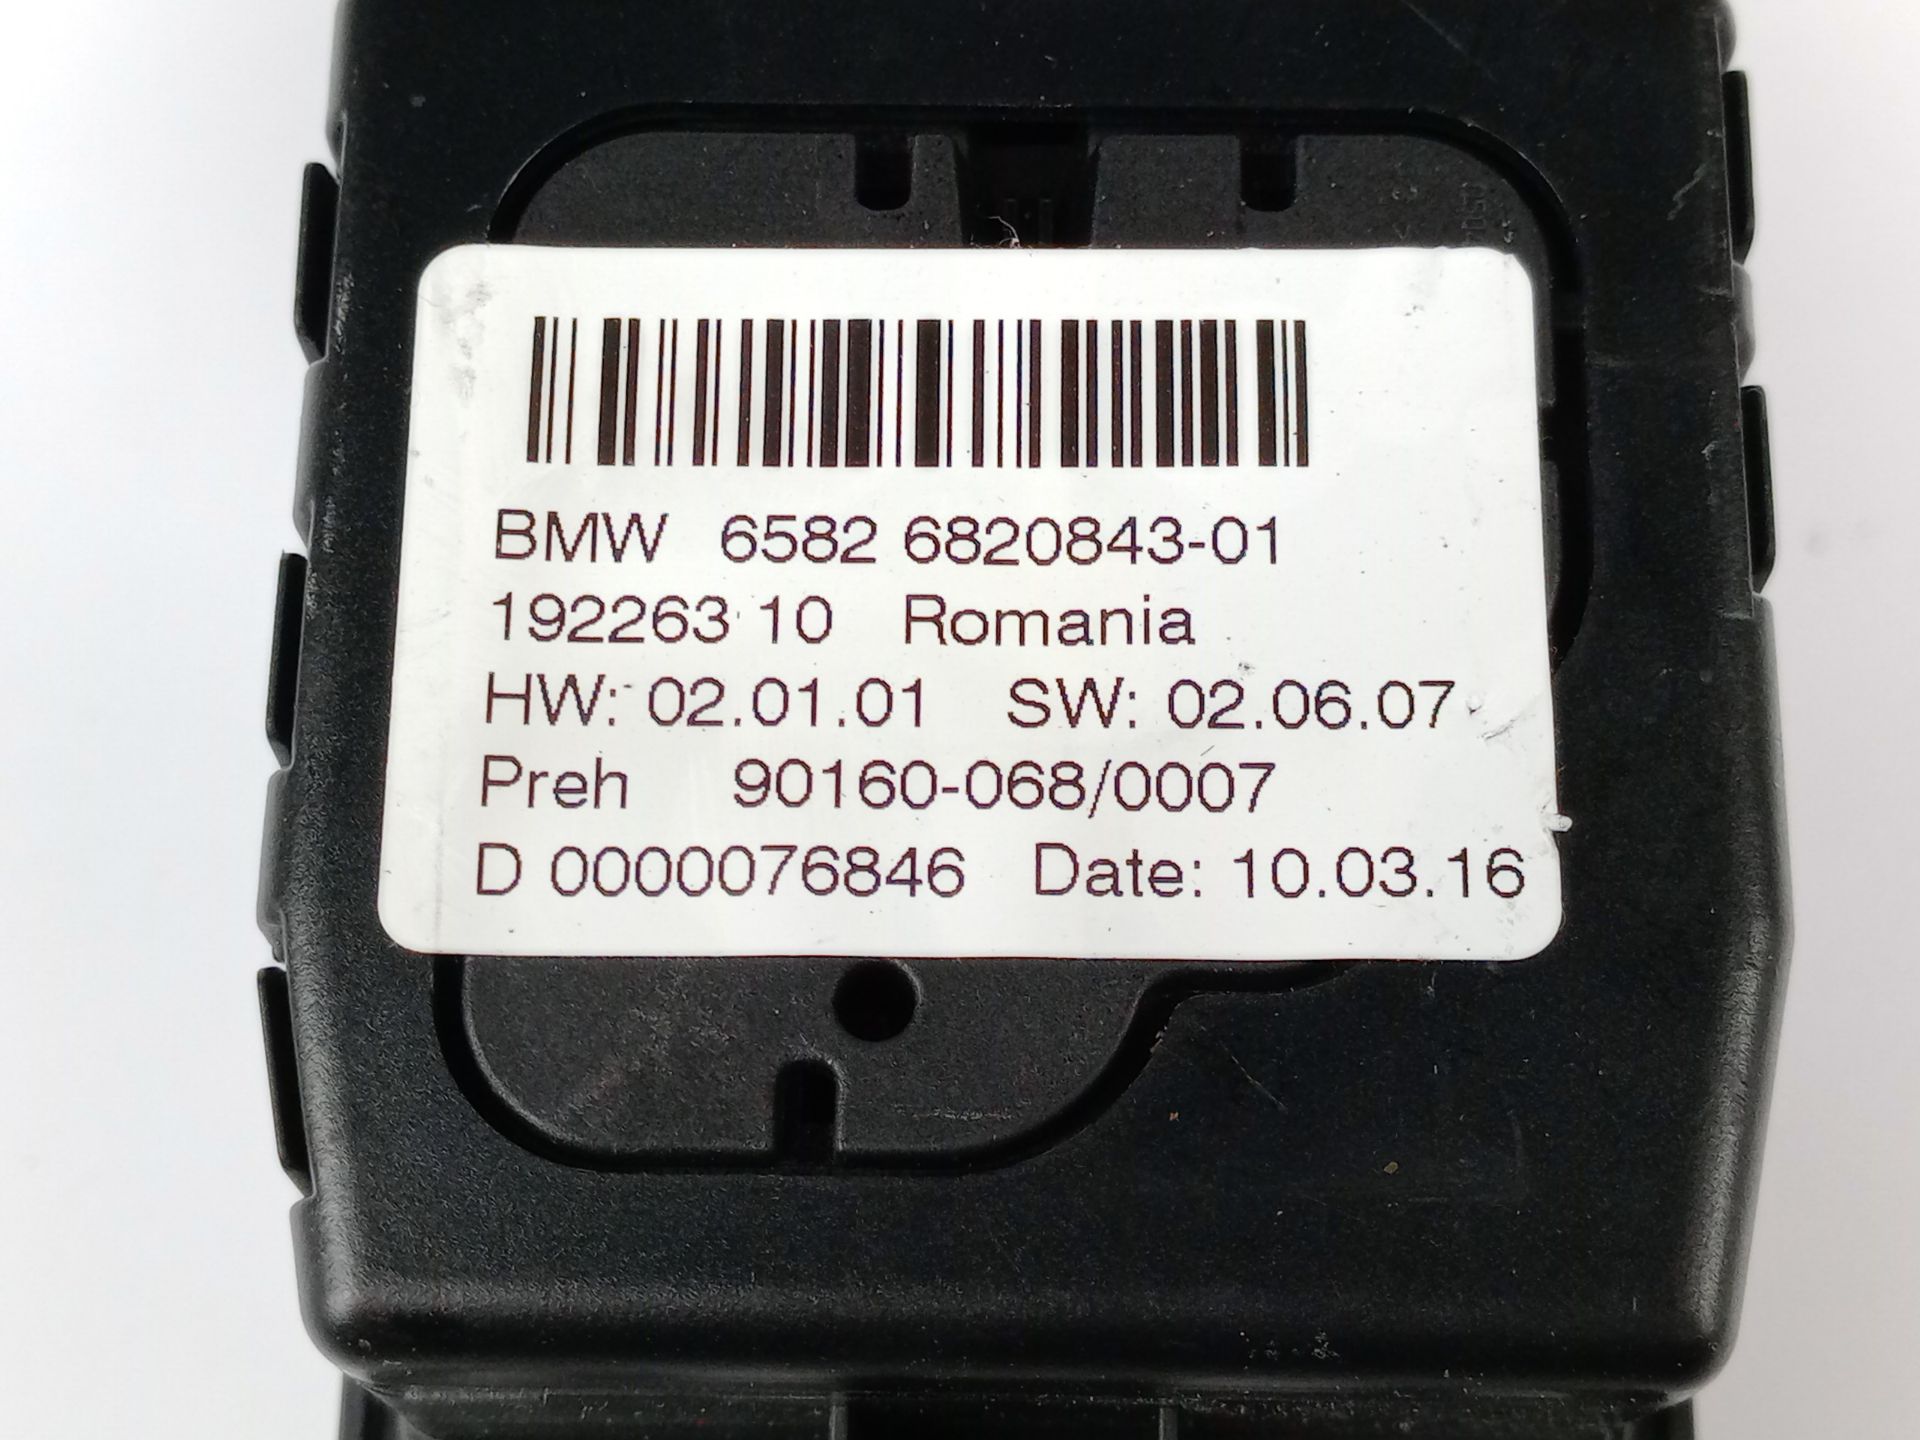 BMW 6582 6820843-01
192263 10 Romania
HW: 02.01.01 SW: 02.06.07
Preh 90160-068/0007
D 0000076846 Date: 10.03.16